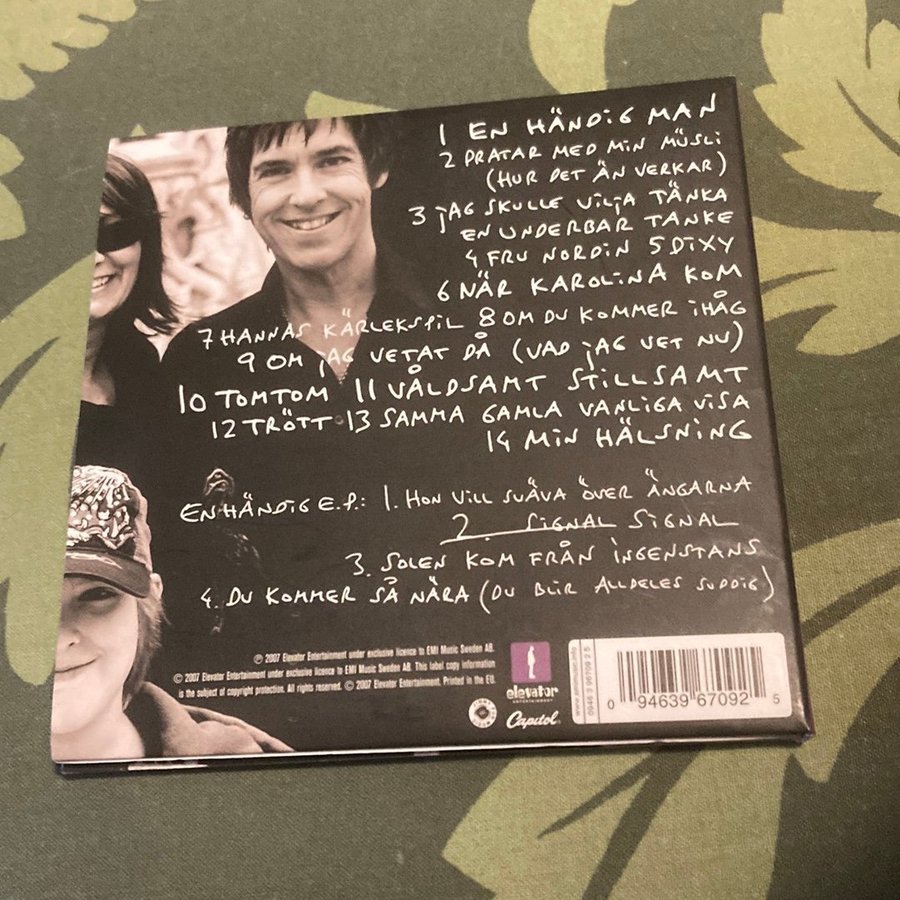 1 EN HÄNDIG MAN
2 PRATAR MED MIN MÜSLI
(HUR DET ÄN VERKAR)
3 jAG SKULLE VILJA TÄNKA
EN UNDERBAR TANKE
4 FRU NORDIN 5 DIXY
6 NÄR KAROLINA KOM
7 HANNAS KÄRLEKSPIL 8 OM DU KOMMER IHÅG
9 OM jAG VETAT DÅ (VAD jAG VET NU)
10 TOMTOM 11 VÅLDSAMT STILLSAMT
12 TRÖTT 13 SAMMA GAMLA VANLIGA VISA
14 MIN HÄLSNING
EN HÄNDIG E.P.: 1. HON VILL SVÄVA ÖVER ÄNGARNA
2. SIGNAL SIGNAL
3. SOLEN KOM FRÅN INGENSTANS
4. DU KOMMER SÅ NÄRA (DU BLIR ALLDELES SUDDIG)
℗ 2007 Elevator Entertainment under exclusive licence to EMI Music Sweden AB.
© 2007 Elevator Entertainment under exclusive licence to EMI Music Sweden AB. This label copy information
is the subject of copyright protection. All rights reserved. © 2007 Elevator Entertainment. Printed in the EU.
elevator
ENTERTAINMENT
Capitol
0 94639 67092 5